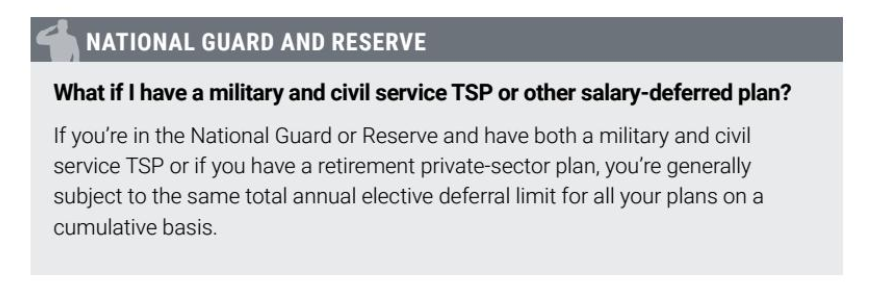 NATIONAL GUARD AND RESERVE
What if I have a military and civil service TSP or other salary-deferred plan?
If you’re in the National Guard or Reserve and have both a military and civil
service TSP or if you have a retirement private-sector plan, you’re generally
subject to the same total annual elective deferral limit for all your plans on a
cumulative basis.